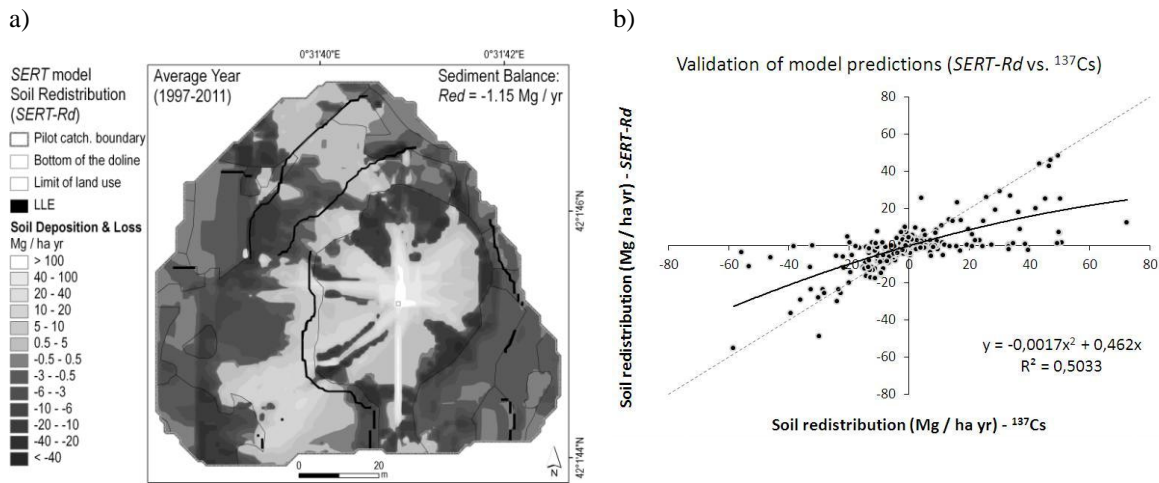 a)
b)
0°31'40"E
0°31'42"E
SERT model
Soil Redistribution
(SERT-Rd)
Pilot catch. boundary
Bottom of the doline
Limit of land use
LLE
Soil Deposition & Loss
Mg / ha yr
> 100
40 - 100
20 - 40
10 - 20
5 - 10
0.5 - 5
-0.5 - 0.5
-3 - -0.5
-6 - -3
-10 - -6
-20 - -10
-40 - -20
< -40
Average Year
(1997-2011)
Sediment Balance:
Red = -1.15 Mg / yr
42°1'46"N
42°1'44"N
0
20
m
N
Validation of model predictions (SERT-Rd vs. ¹³⁷Cs)
Soil redistribution (Mg / ha yr) - SERT-Rd
80
60
40
20
0
-20
-40
-60
-80
-80
-60
-40
-20
0
20
40
60
80
y = -0,0017x² + 0,462x
R² = 0,5033
Soil redistribution (Mg / ha yr) - ¹³⁷Cs